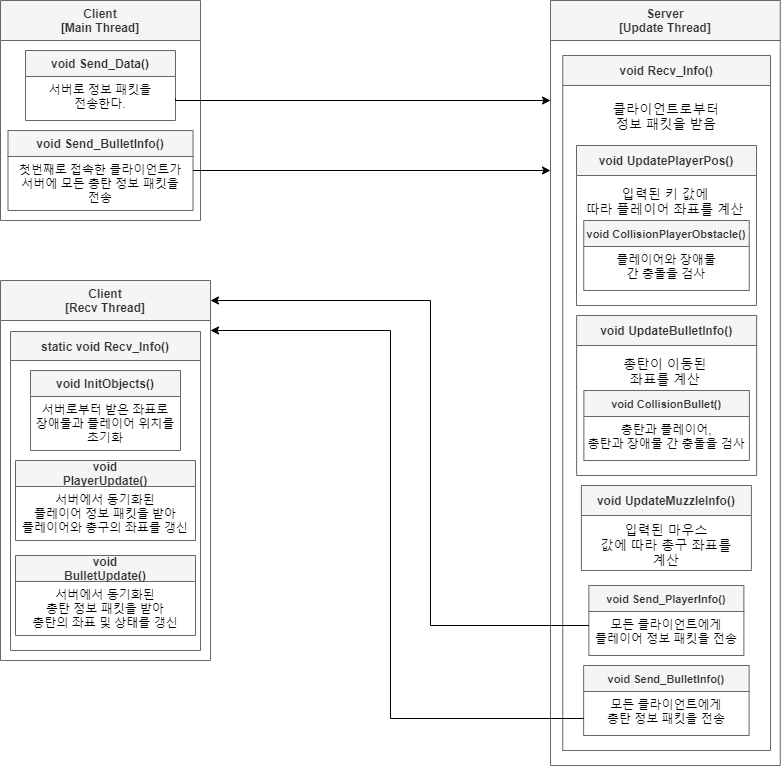 Client
[Main Thread]
void Send_Data()
서버로 정보 패킷을
전송한다.
void Send_BulletInfo()
첫번째로 접속한 클라이언트가
서버에 모든 총탄 정보 패킷을
전송
Client
[Recv Thread]
static void Recv_Info()
void InitObjects()
서버로부터 받은 좌표로
장애물과 플레이어 위치를
초기화
void
PlayerUpdate()
서버에서 동기화된
플레이어 정보 패킷을 받아
플레이어와 총구의 좌표를 갱신
void
BulletUpdate()
서버에서 동기화된
총탄 정보 패킷을 받아
총탄의 좌표 및 상태를 갱신
Server
[Update Thread]
void Recv_Info()
클라이언트로부터
정보 패킷을 받음
void UpdatePlayerPos()
입력된 키 값에
따라 플레이어 좌표를 계산
void CollisionPlayerObstacle()
플레이어와 장애물
간 충돌을 검사
void UpdateBulletInfo()
총탄이 이동된
좌표를 계산
void CollisionBullet()
총탄과 플레이어,
총탄과 장애물 간 충돌을 검사
void UpdateMuzzleInfo()
입력된 마우스
값에 따라 총구 좌표를
계산
void Send_PlayerInfo()
모든 클라이언트에게
플레이어 정보 패킷을 전송
void Send_BulletInfo()
모든 클라이언트에게
총탄 정보 패킷을 전송